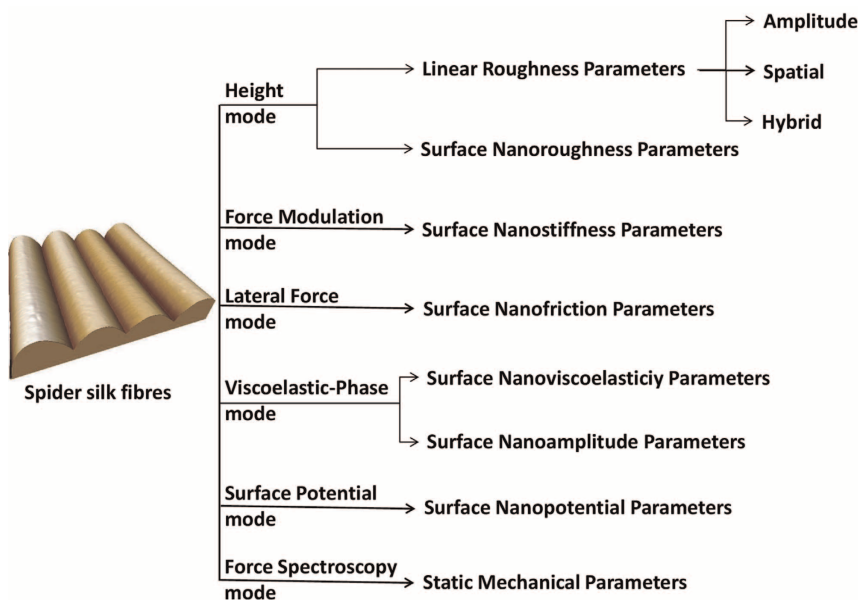 Height
mode
Linear Roughness Parameters
Amplitude
Spatial
Hybrid
Surface Nanoroughness Parameters
Force Modulation
mode
Surface Nanostiffness Parameters
Lateral Force
mode
Surface Nanofriction Parameters
Spider silk fibres
Viscoelastic-Phase
mode
Surface Nanoviscoelasticiy Parameters
Surface Nanoamplitude Parameters
Surface Potential
mode
Surface Nanopotential Parameters
Force Spectroscopy
mode
Static Mechanical Parameters